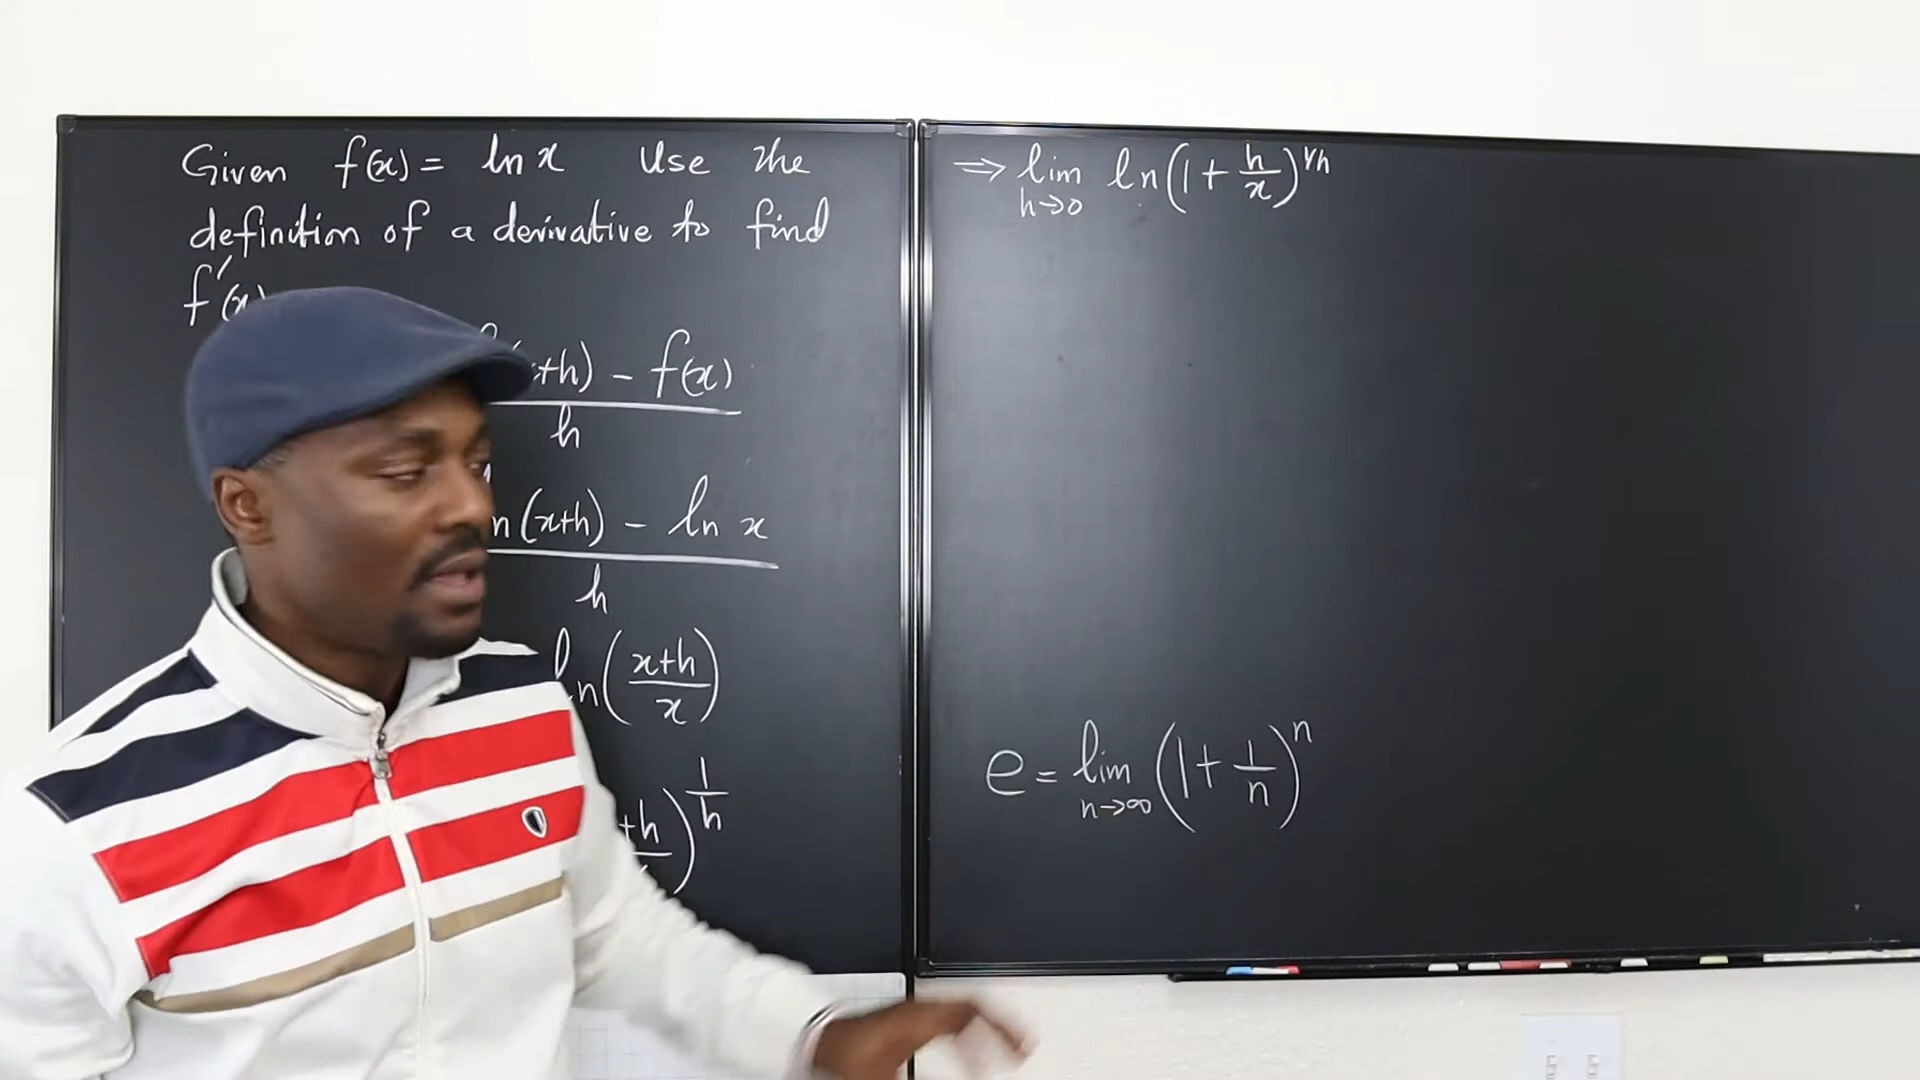 Given f(x) = ln x Use the
definition of a derivative to find
f'(x)
+h) - f(x)
h
n(x+h) - ln x
h
ln(x+h/x)
+h)^1/h
⇒ lim h→0 ln(1 + h/x)^1/h
e = lim n→∞ (1 + 1/n)^n